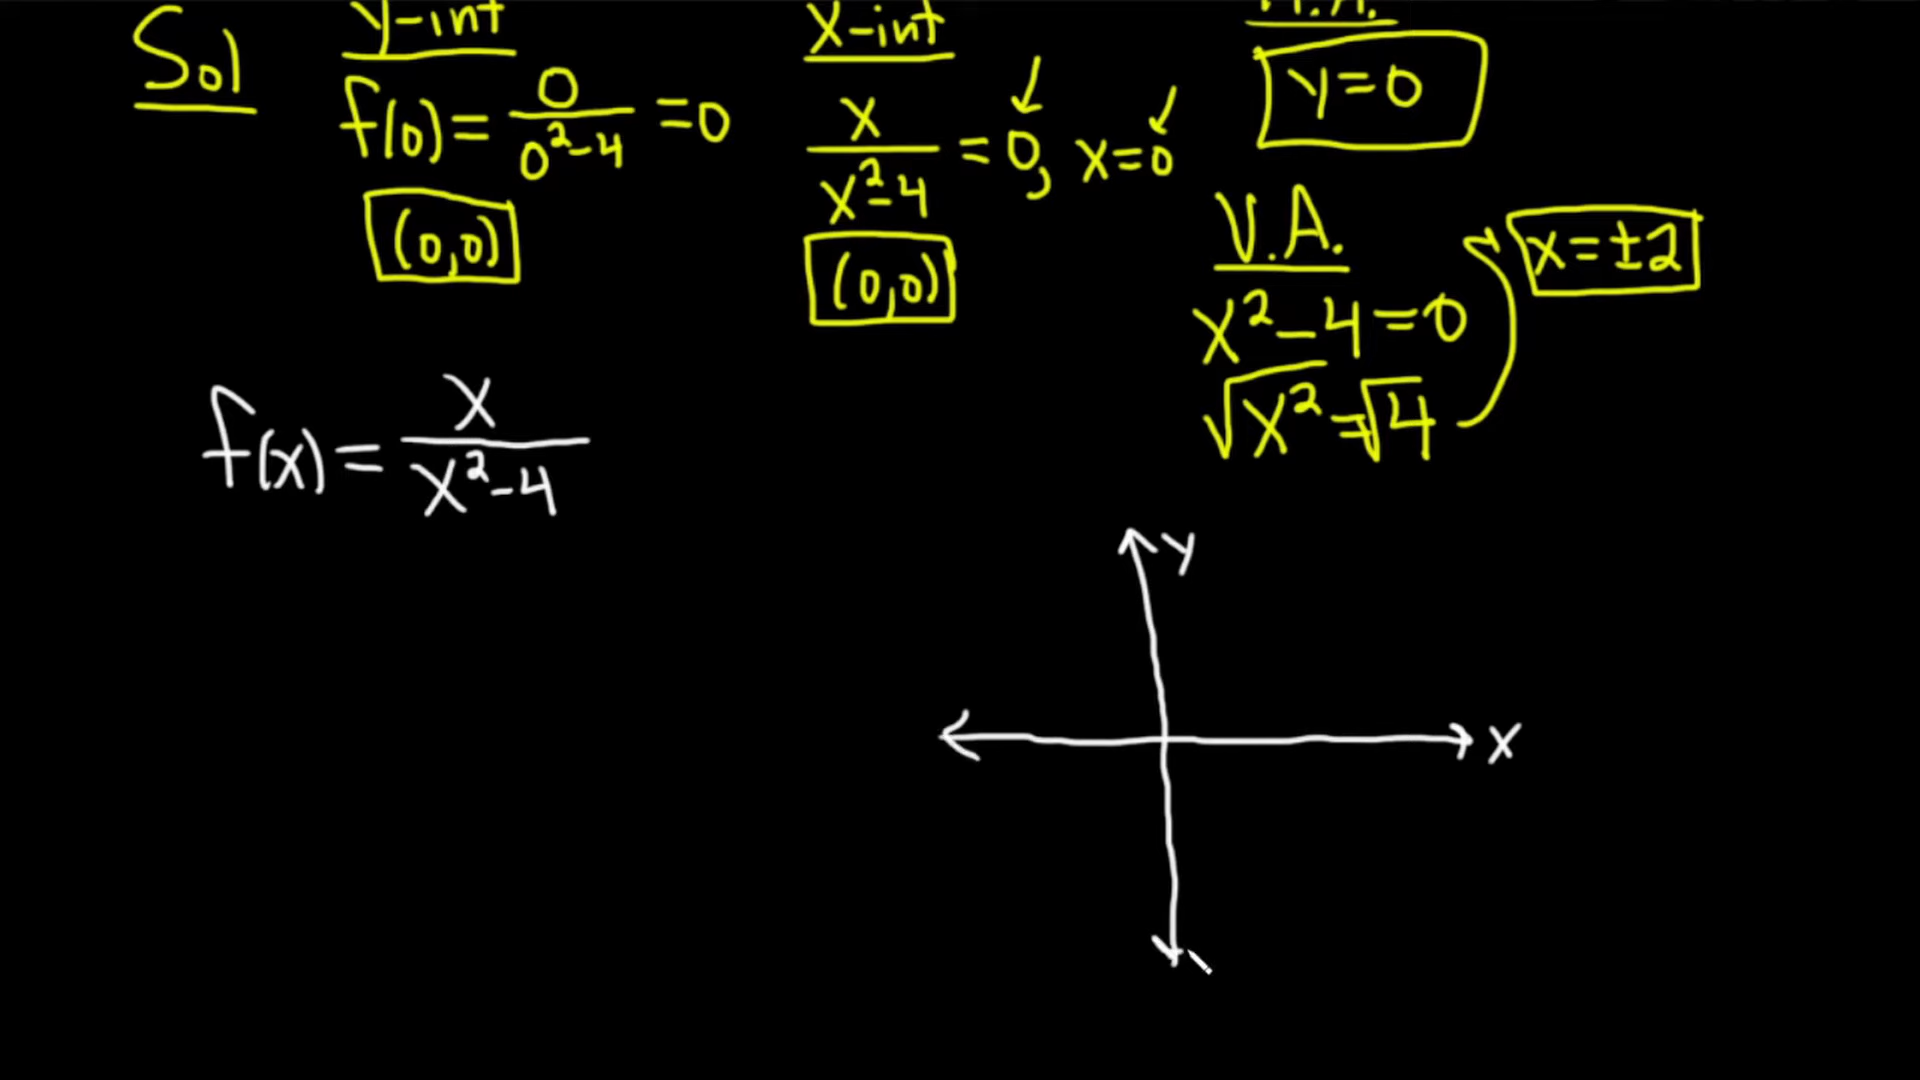 Sol
y-int
f(0) = 0/(0²-4) = 0
(0,0)
x-int
x/(x²-4) = 0, x=0
(0,0)
H.A.
y=0
V.A.
x²-4=0
√x² = √4
x=±2
f(x) = x/(x²-4)
y
x